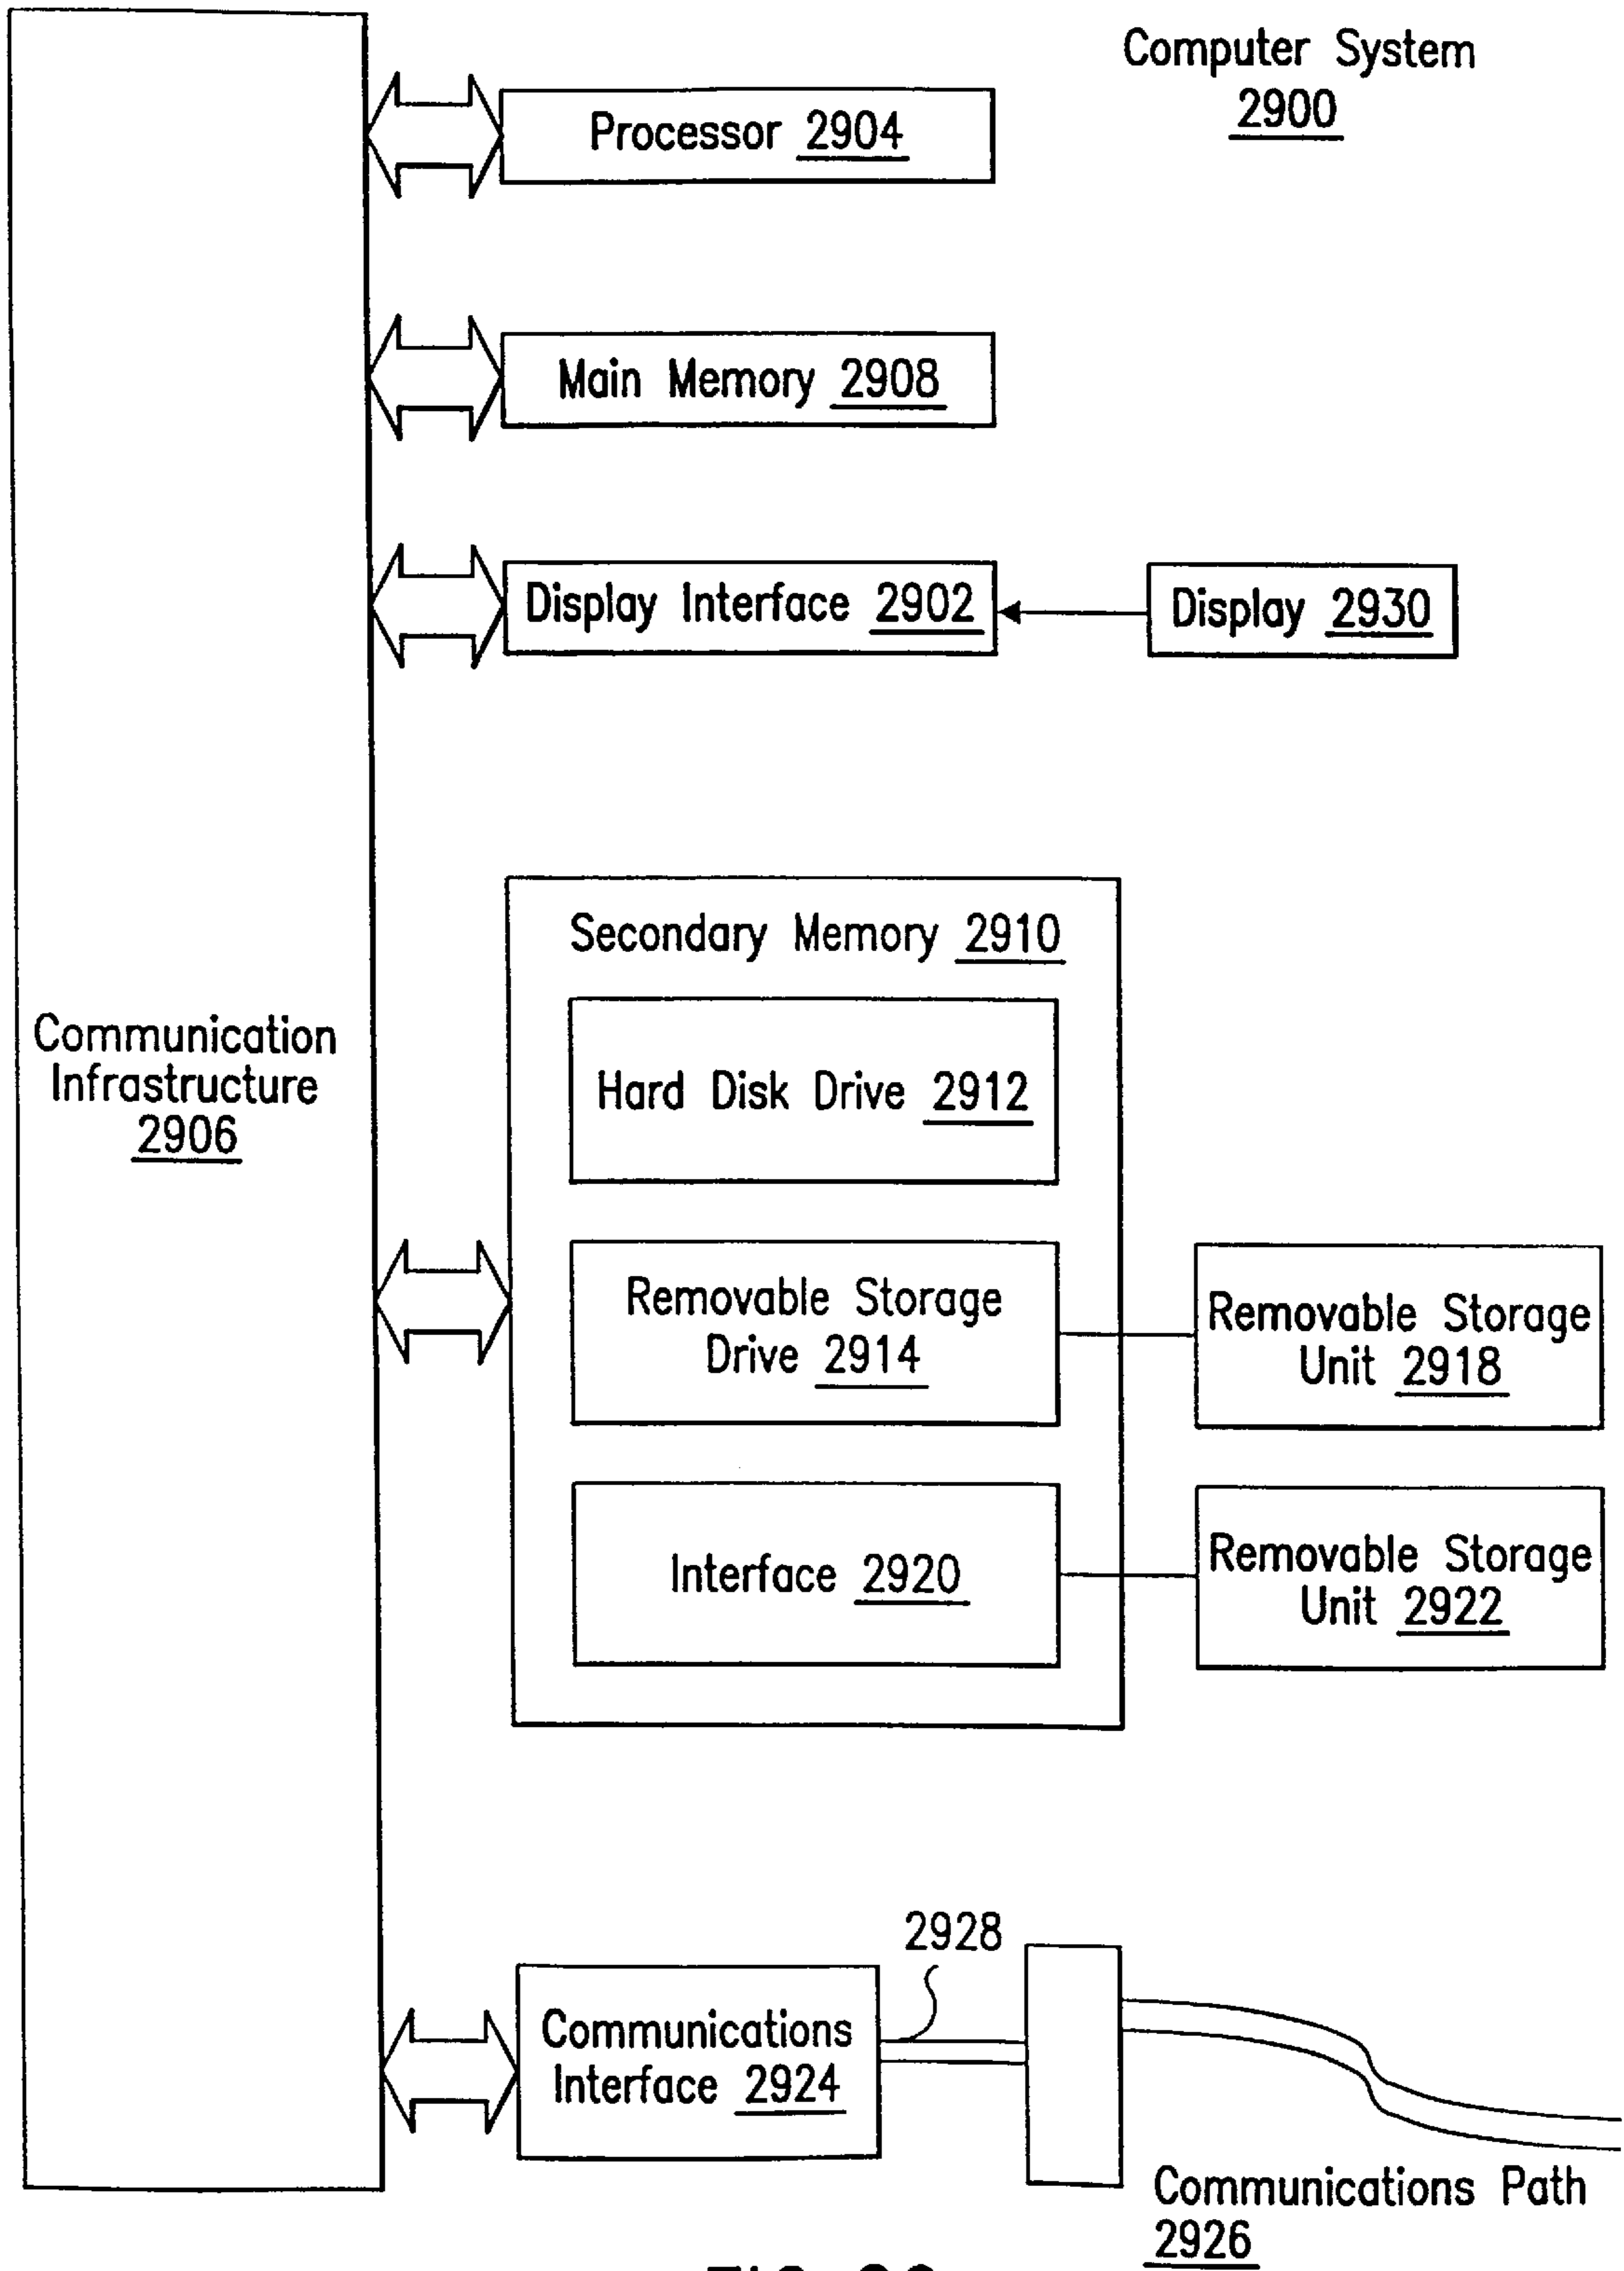 Computer System
2900
Processor 2904
Main Memory 2908
Display Interface 2902
Display 2930
Secondary Memory 2910
Hard Disk Drive 2912
Communication
Infrastructure
2906
Removable Storage
Drive 2914
Removable Storage
Unit 2918
Interface 2920
Removable Storage
Unit 2922
2928
Communications
Interface 2924
Communications Path
2926